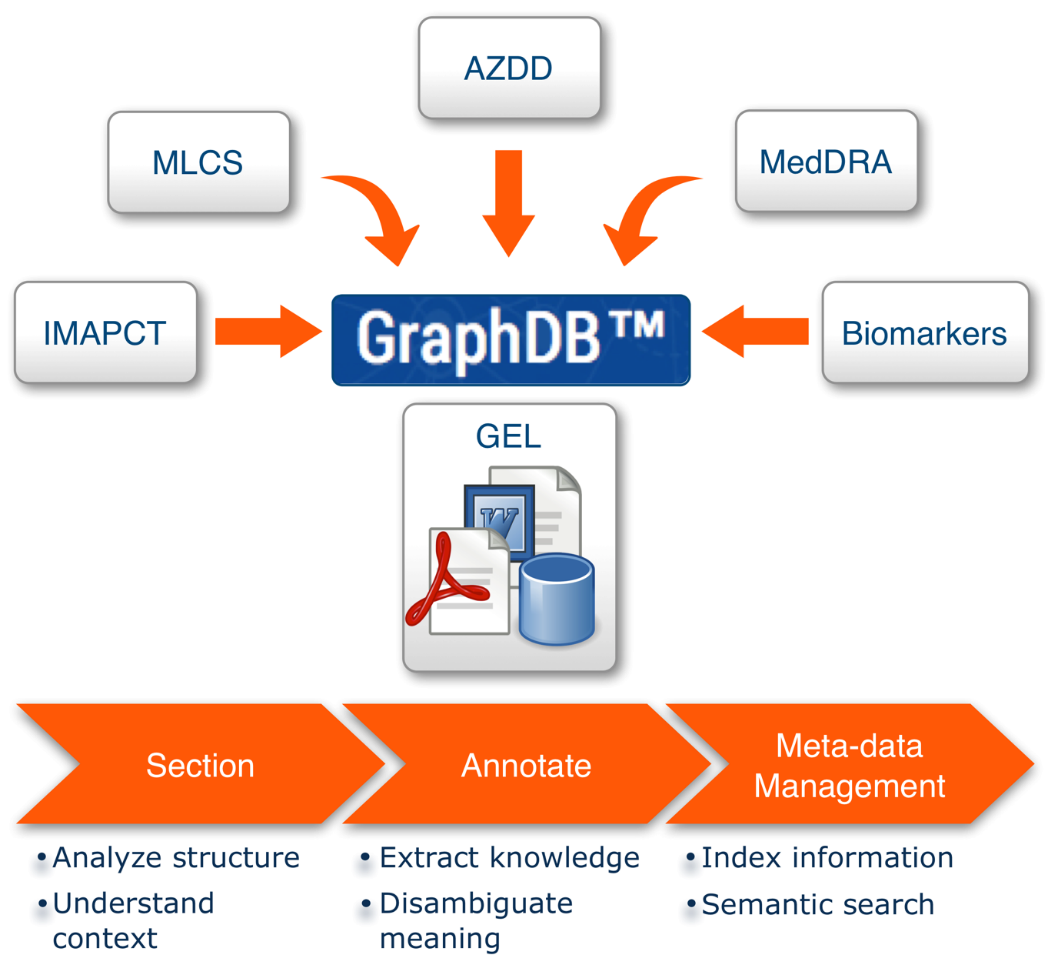 AZDD
MLCS
MedDRA
IMAPCT
GraphDB™
Biomarkers
GEL
W
Section
Annotate
Meta-data
Management
•Analyze structure
•Understand
context
•Extract knowledge
•Disambiguate
meaning
•Index information
•Semantic search